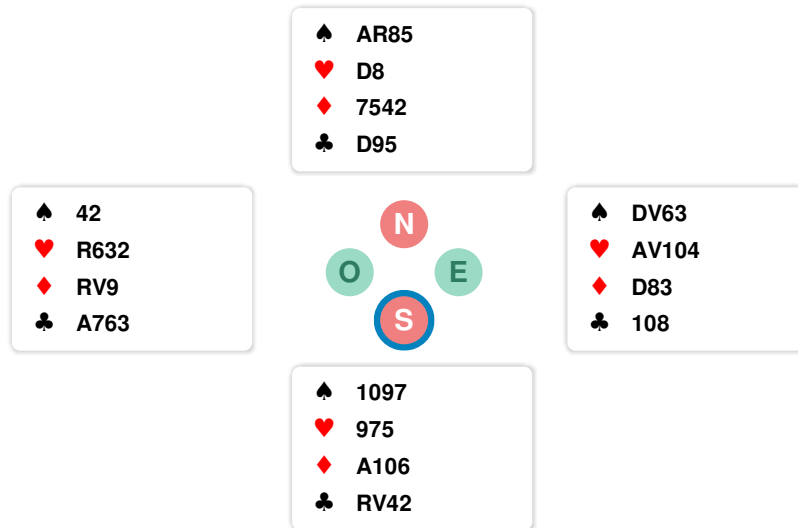 ♠ AR85
♥ D8
♦ 7542
♣ D95
♠ 42
♥ R632
♦ RV9
♣ A763
N
O E
S
♠ DV63
♥ AV104
♦ D83
♣ 108
♠ 1097
♥ 975
♦ A106
♣ RV42